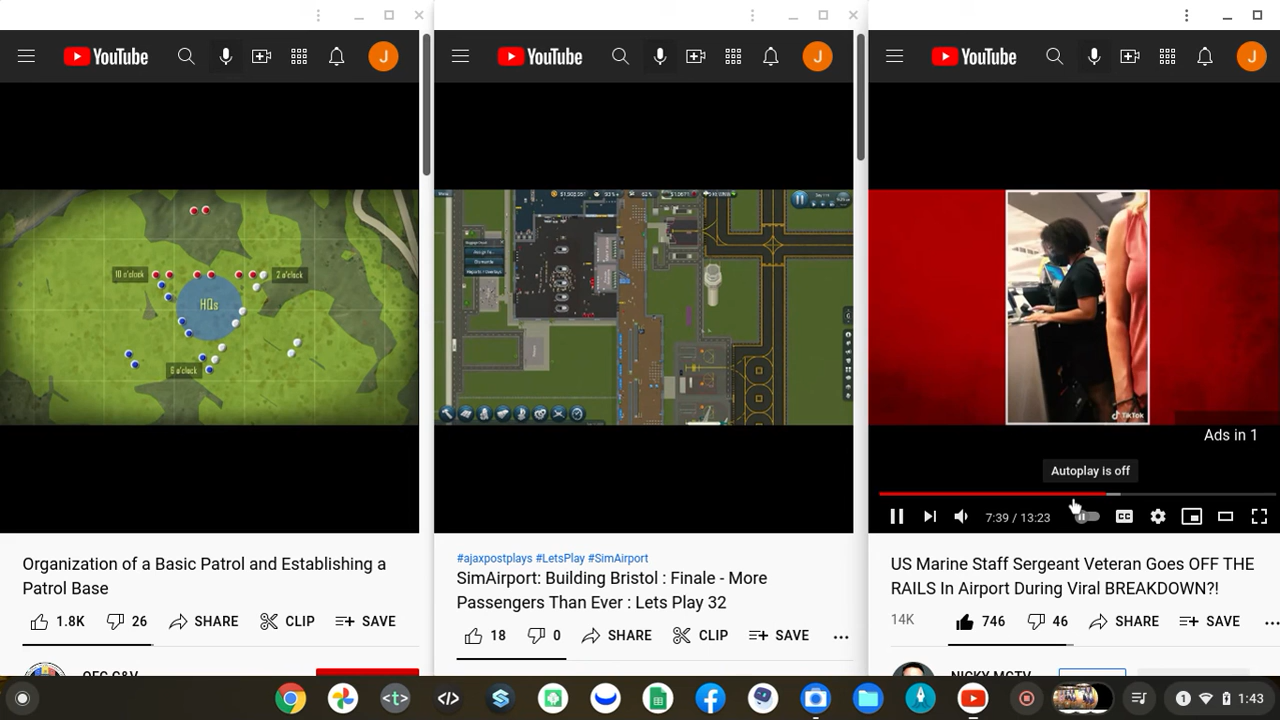 YouTube
J
10 o'clock
2 o'clock
HQs
6 o'clock
Organization of a Basic Patrol and Establishing a
Patrol Base
1.8K
26
SHARE
CLIP
SAVE
YouTube
J
#ajaxpostplays #LetsPlay #SimAirport
SimAirport: Building Bristol : Finale - More
Passengers Than Ever : Lets Play 32
18
0
SHARE
CLIP
SAVE
YouTube
J
TikTok
Ads in 1
Autoplay is off
7:39 / 13:23
CC
US Marine Staff Sergeant Veteran Goes OFF THE
RAILS In Airport During Viral BREAKDOWN?!
14K
746
46
SHARE
SAVE
<t>
</>
1
1:43